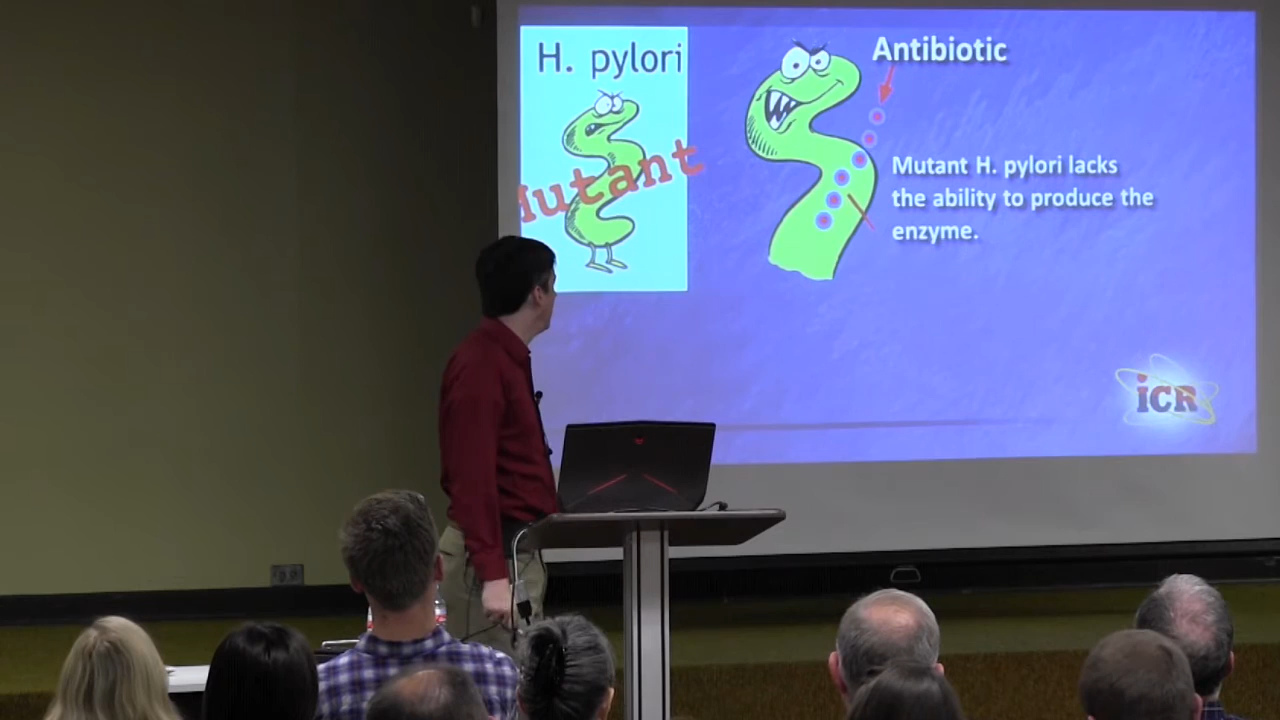 H. pylori
Mutant
Antibiotic
Mutant H. pylori lacks
the ability to produce the
enzyme.
iCR